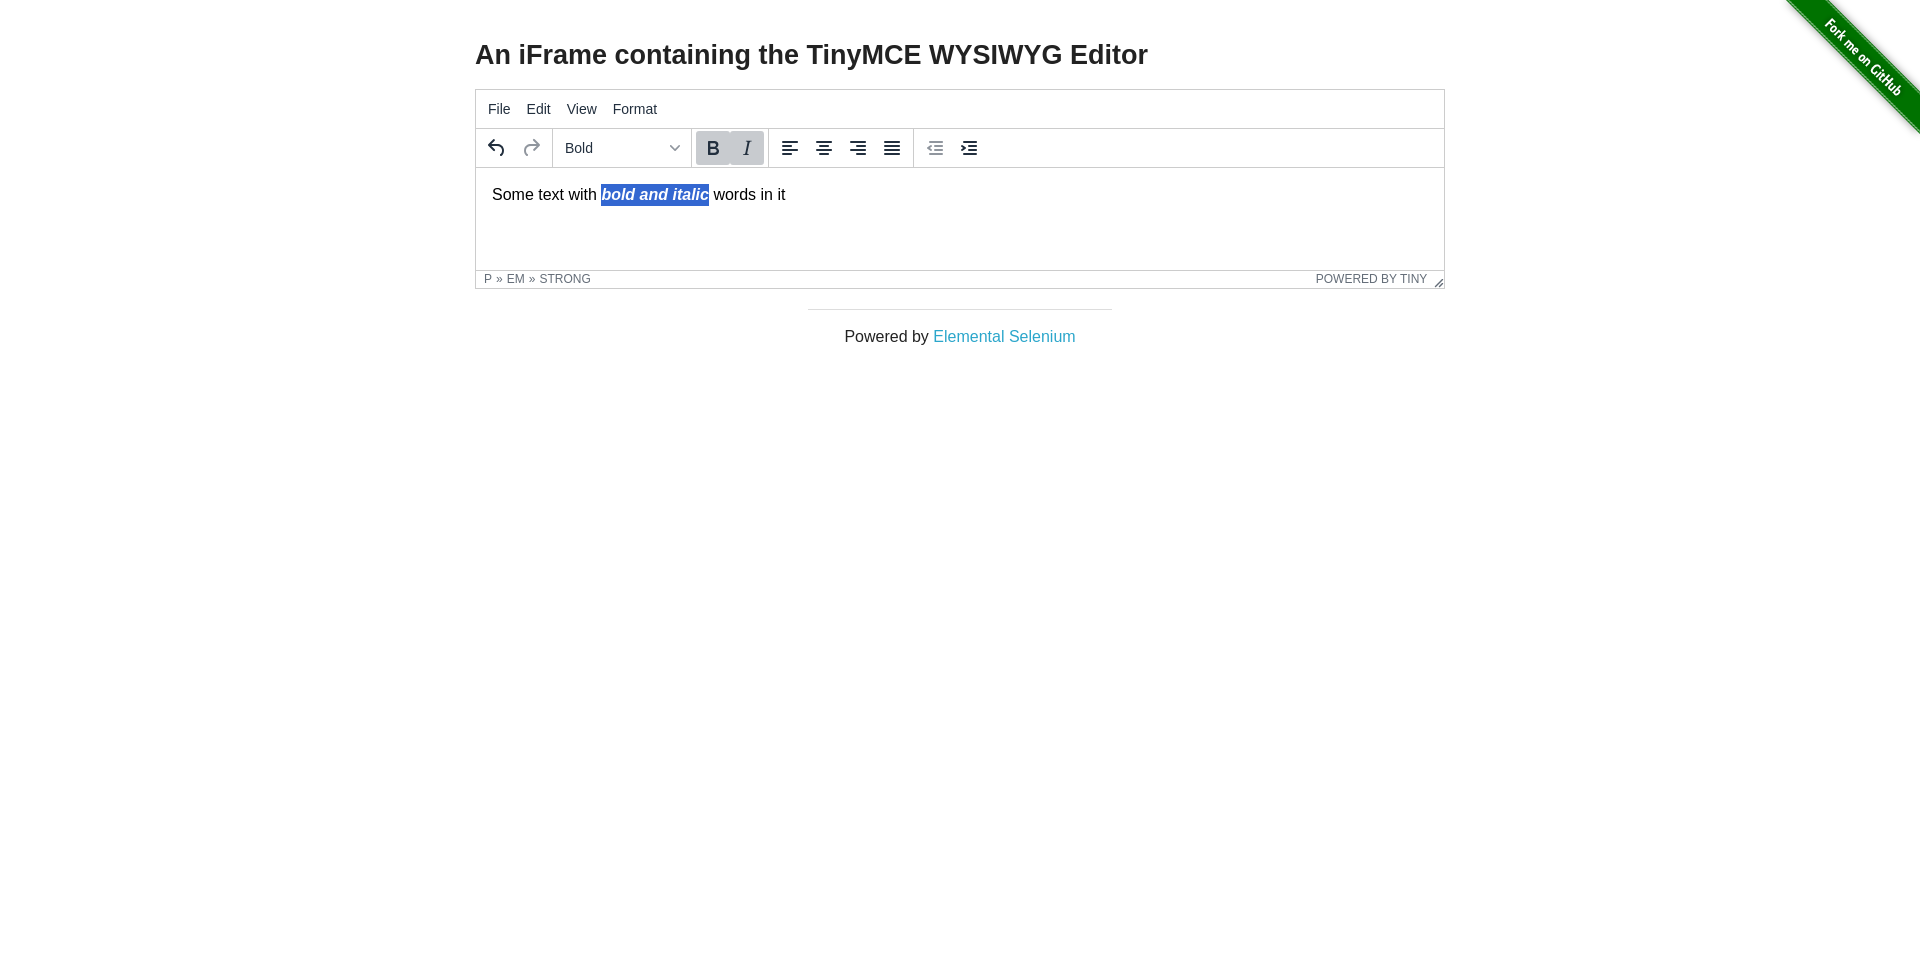 Fork me on GitHub
An iFrame containing the TinyMCE WYSIWYG Editor
File Edit View Format
Bold B I
Some text with bold and italic words in it
P » EM » STRONG POWERED BY TINY
Powered by Elemental Selenium